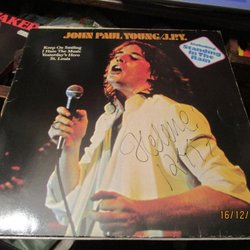 JOHN PAUL YOUNG/J.P.Y.
Keep On Smiling
I Hate The Music
Yesterday's Hero
St. Louis
Standing
In The
Rain
16/12/